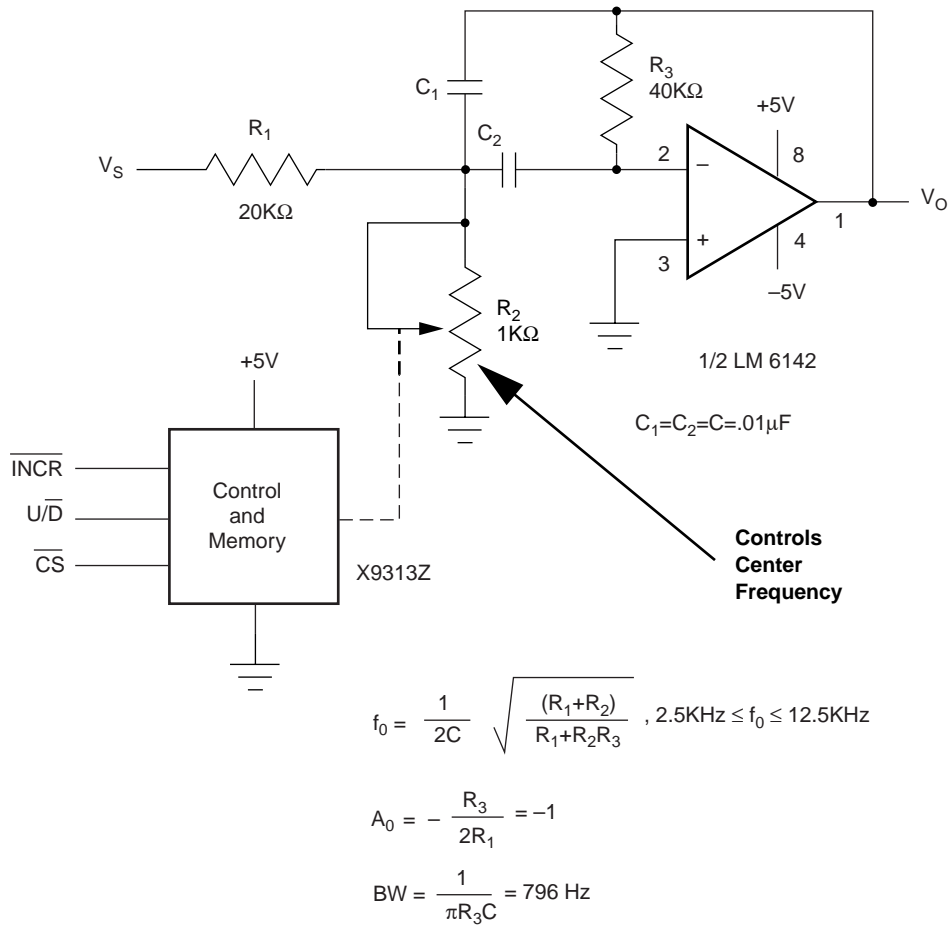 R3
40KΩ
C1
+5V
R1
C2
2
8
VS
–
VO
20KΩ
1
+
4
3
–5V
R2
1KΩ
+5V
1/2 LM 6142
C1=C2=C=.01µF
INCR
U/D
CS
Control
and
Memory
X9313Z
Controls
Center
Frequency
f0 = 1/2C √(R1+R2)/R1+R2R3 , 2.5KHz ≤ f0 ≤ 12.5KHz
A0 = – R3/2R1 = –1
BW = 1/πR3C = 796 Hz